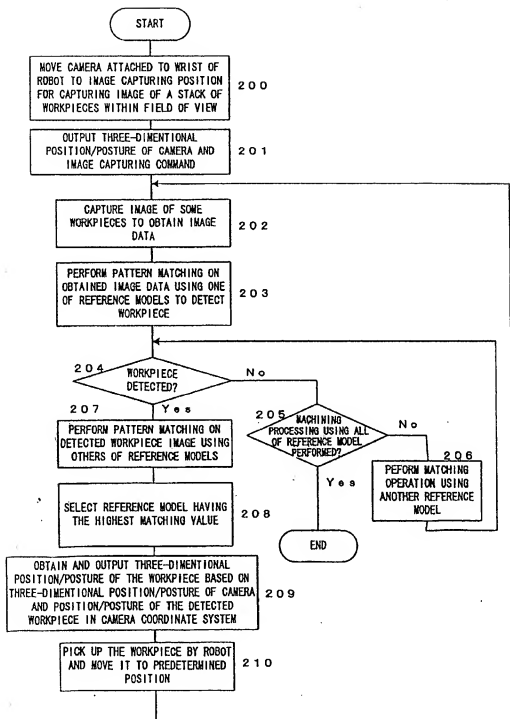 START
MOVE CAMERA ATTACHED TO WRIST OF
ROBOT TO IMAGE CAPTURING POSITION
FOR CAPTURING IMAGE OF A STACK OF
WORKPIECES WITHIN FIELD OF VIEW
200
OUTPUT THREE-DIMENTIONAL
POSITION/POSTURE OF CAMERA AND
IMAGE CAPTURING COMMAND
201
CAPTURE IMAGE OF SOME
WORKPIECES TO OBTAIN IMAGE
DATA
202
PERFORM PATTERN MATCHING ON
OBTAINED IMAGE DATA USING ONE
OF REFERENCE MODELS TO DETECT
WORKPIECE
203
204
WORKPIECE
DETECTED?
No
Yes
205
MACHINING
PROCESSING USING ALL
OF REFERENCE MODEL
PERFORMED?
No
Yes
206
PEFORM MATCHING
OPERATION USING
ANOTHER REFERENCE
MODEL
END
207
PERFORM PATTERN MATCHING ON
DETECTED WORKPIECE IMAGE USING
OTHERS OF REFERENCE MODELS
SELECT REFERENCE MODEL HAVING
THE HIGHEST MATCHING VALUE
208
OBTAIN AND OUTPUT THREE-DIMENTIONAL
POSITION/POSTURE OF THE WORKPIECE BASED ON
THREE-DIMENTIONAL POSITION/POSTURE OF CAMERA
AND POSITION/POSTURE OF THE DETECTED
WORKPIECE IN CAMERA COORDINATE SYSTEM
209
PICK UP THE WORKPIECE BY ROBOT
AND MOVE IT TO PREDETERMINED
POSITION
210